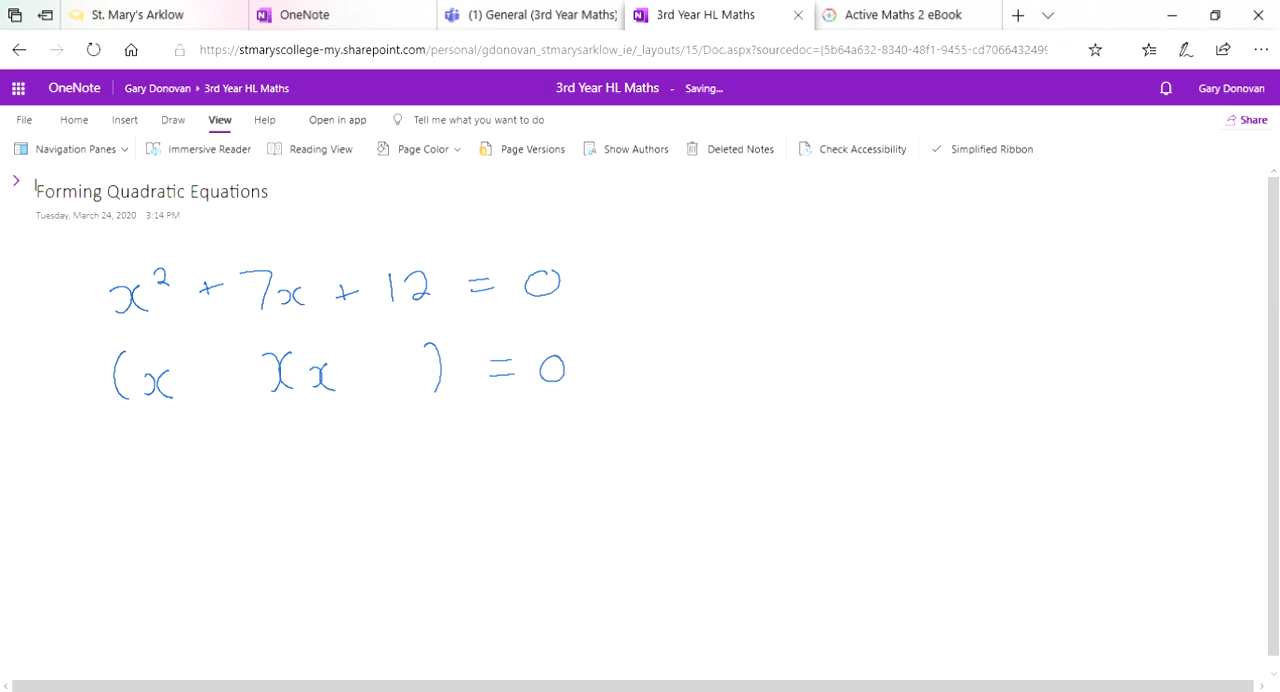 St. Mary's Arklow
OneNote
(1) General (3rd Year Maths)
3rd Year HL Maths
Active Maths 2 eBook
https://stmaryscollege-my.sharepoint.com/personal/gdonovan_stmarysarklow_ie/_layouts/15/Doc.aspx?sourcedoc={5b64a632-8340-48f1-9455-cd7066432499
OneNote Gary Donovan › 3rd Year HL Maths 3rd Year HL Maths - Saving... Gary Donovan
File Home Insert Draw View Help Open in app Tell me what you want to do Share
Navigation Panes Immersive Reader Reading View Page Color Page Versions Show Authors Deleted Notes Check Accessibility Simplified Ribbon
Forming Quadratic Equations
Tuesday, March 24, 2020 3:14 PM
x² + 7x + 12 = 0
(x )(x ) = 0